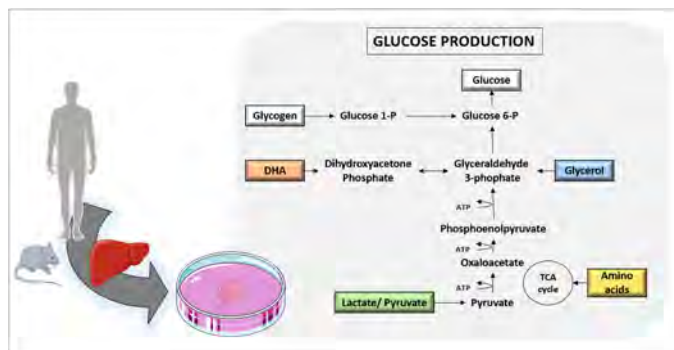 GLUCOSE PRODUCTION
Glucose
Glycogen
Glucose 1-P
Glucose 6-P
DHA
Dihydroxyacetone
Phosphate
Glyceraldehyde
3-phophate
Glycerol
ATP
Phosphoenolpyruvate
ATP
Oxaloacetate
ATP
TCA
cycle
Amino
acids
Lactate/ Pyruvate
Pyruvate